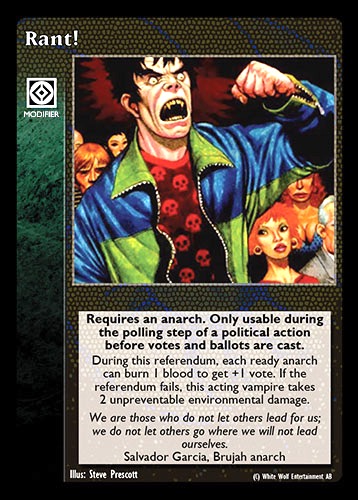 Rant!
MODIFIER
Requires an anarch. Only usable during
the polling step of a political action
before votes and ballots are cast.
During this referendum, each ready anarch
can burn 1 blood to get +1 vote. If the
referendum fails, this acting vampire takes
2 unpreventable environmental damage.
We are those who do not let others lead for us;
we do not let others go where we will not lead
ourselves.
Salvador Garcia, Brujah anarch
Illus: Steve Prescott
(C) White Wolf Entertainment AB